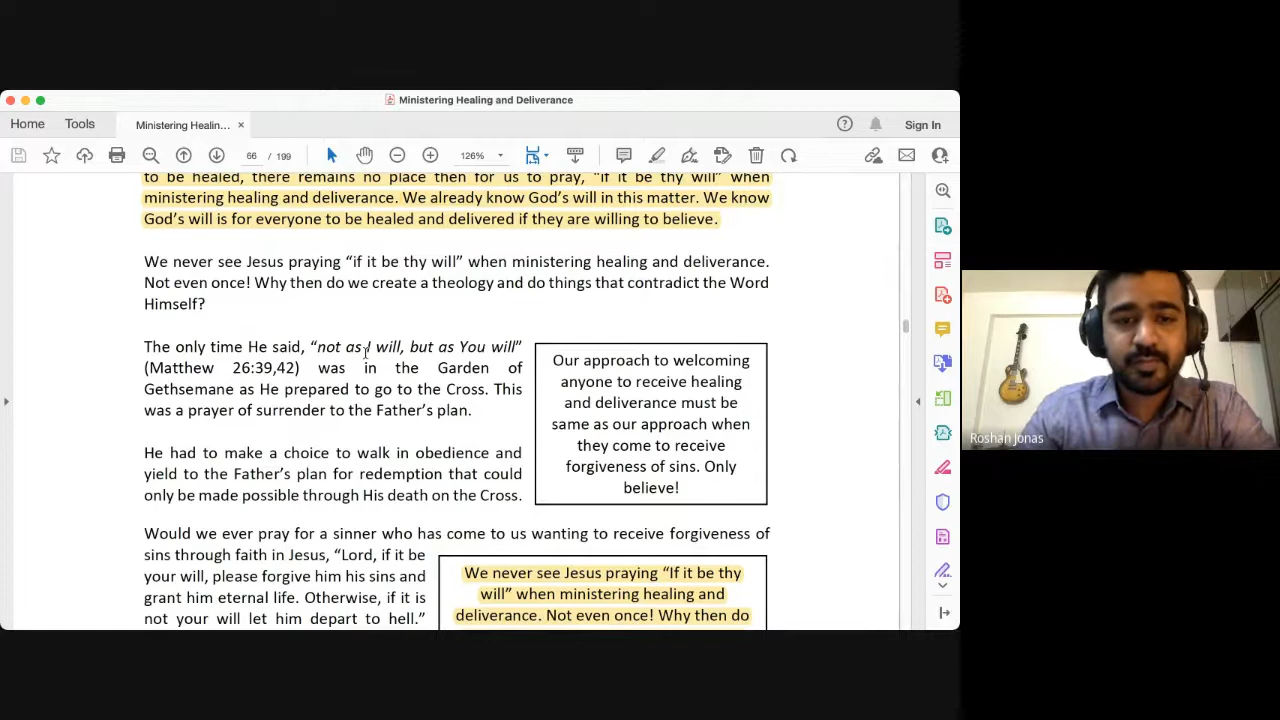 Ministering Healing and Deliverance
Home
Tools
Ministering Healin...
Sign In
66 / 199
126%
to be healed, there remains no place then for us to pray, “if it be thy will” when
ministering healing and deliverance. We already know God’s will in this matter. We know
God’s will is for everyone to be healed and delivered if they are willing to believe.
We never see Jesus praying “if it be thy will” when ministering healing and deliverance.
Not even once! Why then do we create a theology and do things that contradict the Word
Himself?
The only time He said, “not as I will, but as You will”
(Matthew 26:39,42) was in the Garden of
Gethsemane as He prepared to go to the Cross. This
was a prayer of surrender to the Father’s plan.
He had to make a choice to walk in obedience and
yield to the Father’s plan for redemption that could
only be made possible through His death on the Cross.
Our approach to welcoming
anyone to receive healing
and deliverance must be
same as our approach when
they come to receive
forgiveness of sins. Only
believe!
Would we ever pray for a sinner who has come to us wanting to receive forgiveness of
sins through faith in Jesus, “Lord, if it be
your will, please forgive him his sins and
grant him eternal life. Otherwise, if it is
not your will let him depart to hell.”
We never see Jesus praying “If it be thy
will” when ministering healing and
deliverance. Not even once! Why then do
Roshan Jonas